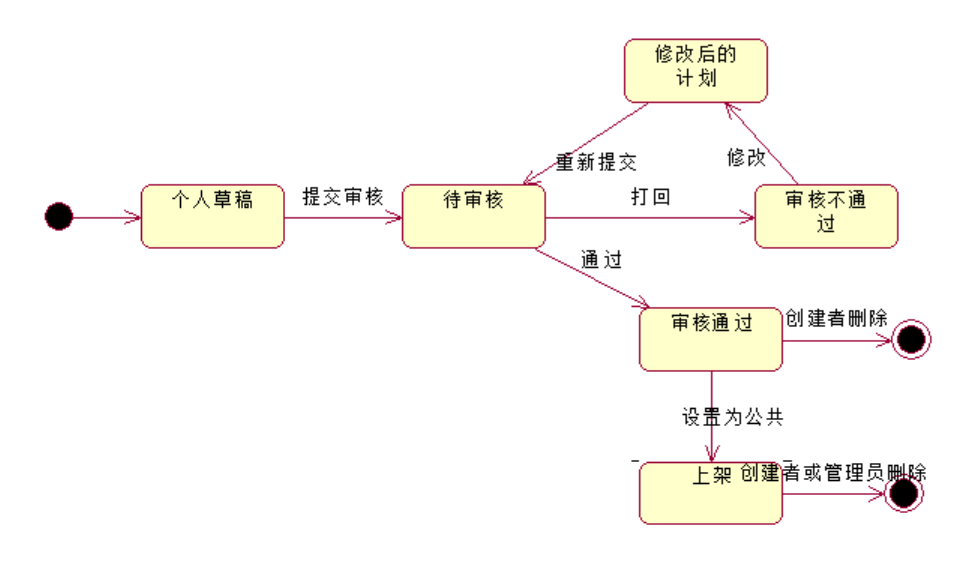 修改后的
计划
重新提交
修改
个人草稿
提交审核
待审核
打回
审核不通
过
通过
审核通过
创建者删除
设置为公共
上架
创建者或管理员删除